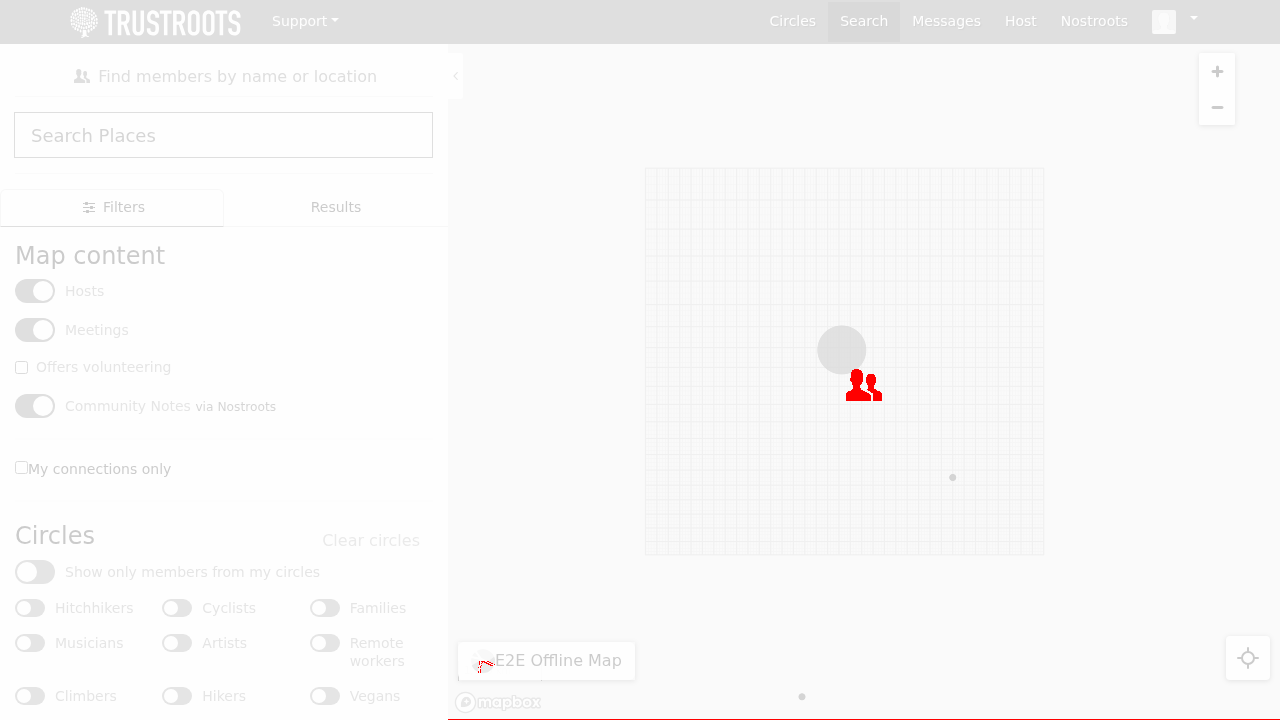 TRUSTROOTS
Support
Circles
Search
Messages
Host
Nostroots
Find members by name or location
Search Places
Filters
Results
Map content
Hosts
Meetings
Offers volunteering
Community Notes via Nostroots
My connections only
Circles
Clear circles
Show only members from my circles
Hitchhikers
Cyclists
Families
Musicians
Artists
Remote
workers
Climbers
Hikers
Vegans
E2E Offline Map
mapbox